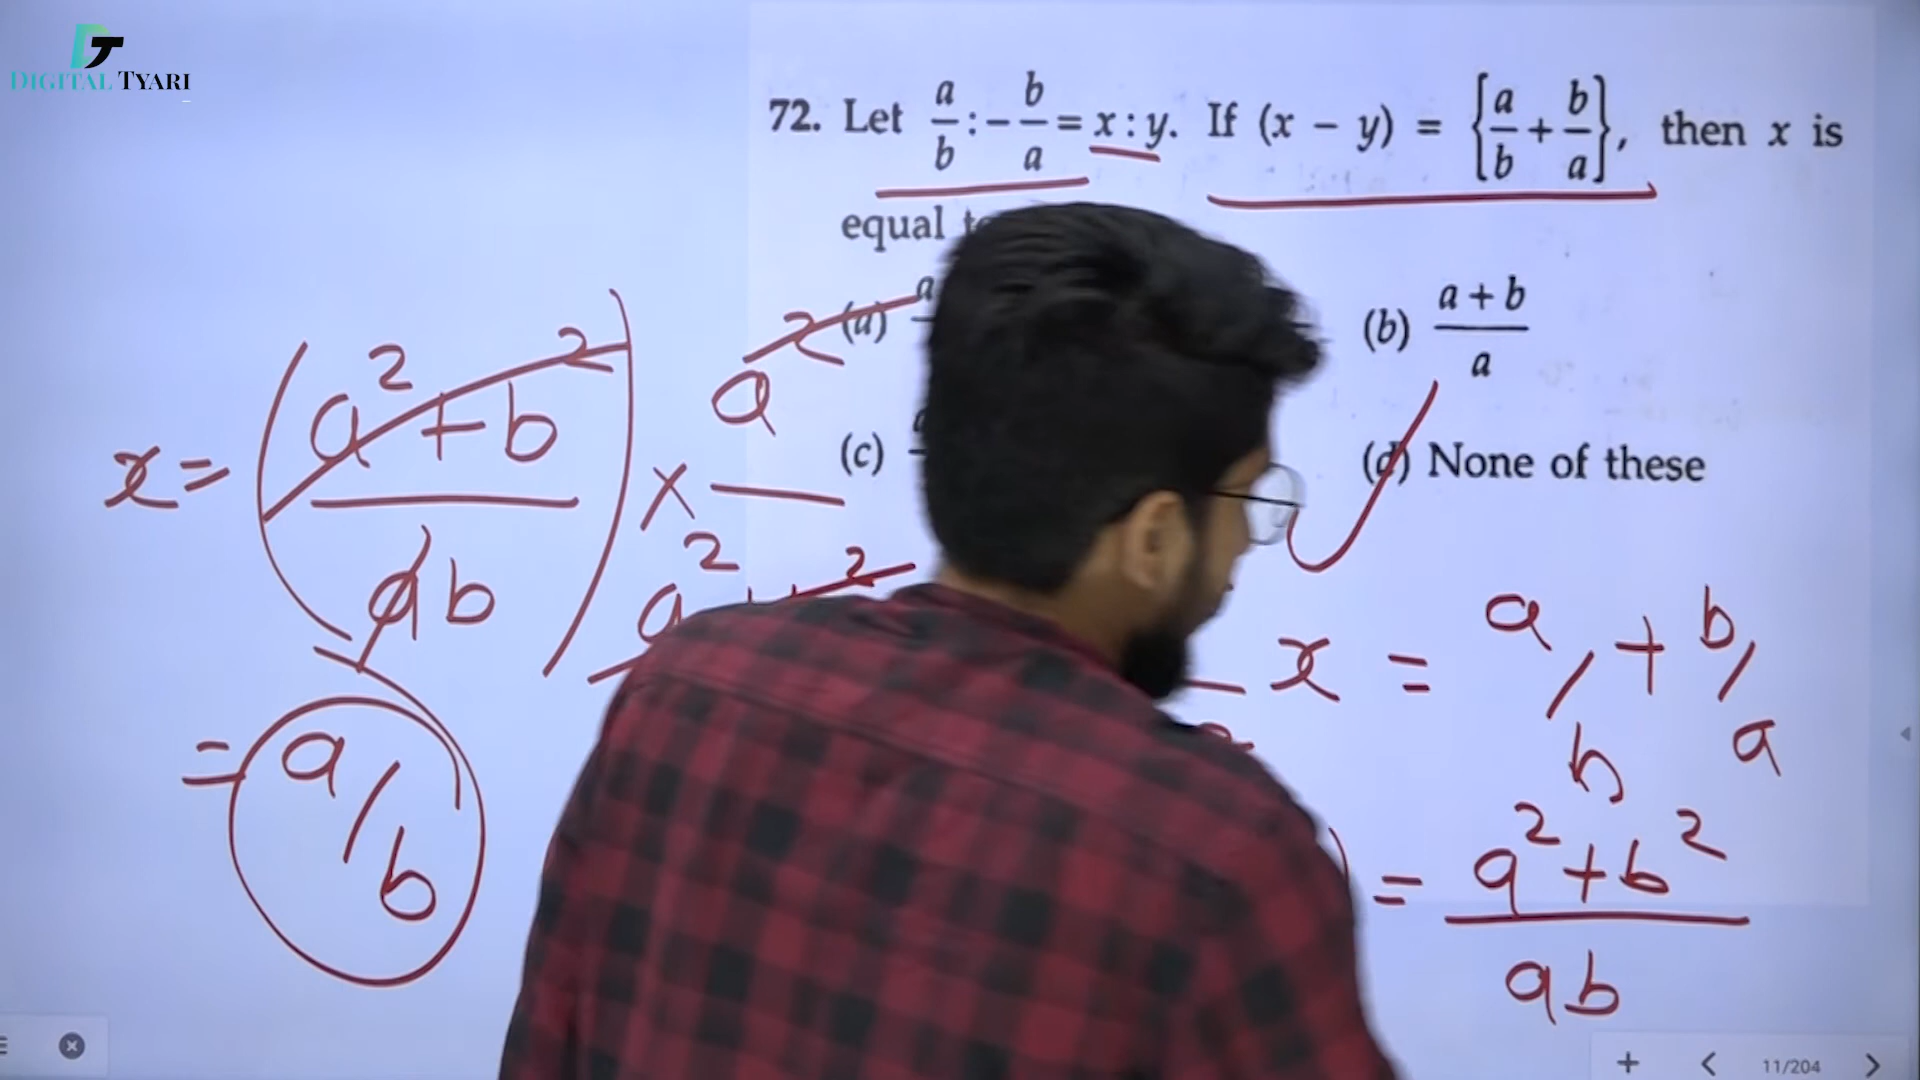 DIGITAL TYARI
72. Let a/b : - b/a = x : y. If (x - y) = {a/b + b/a}, then x is
equal
(a) a
(b) a + b / a
(c)
(d) None of these
x = (a² + b² / ab) × a² / a²
= a/b
x = a/b + b/a
= a² + b² / ab
11/204